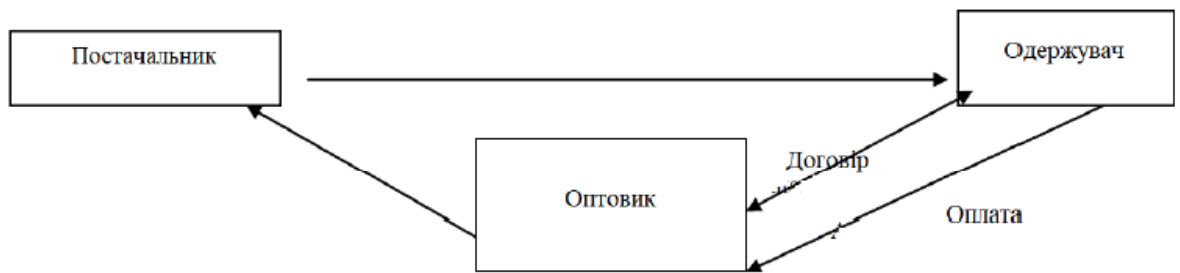 Постачальник
Одержувач
Договір
Оптовик
Оплата